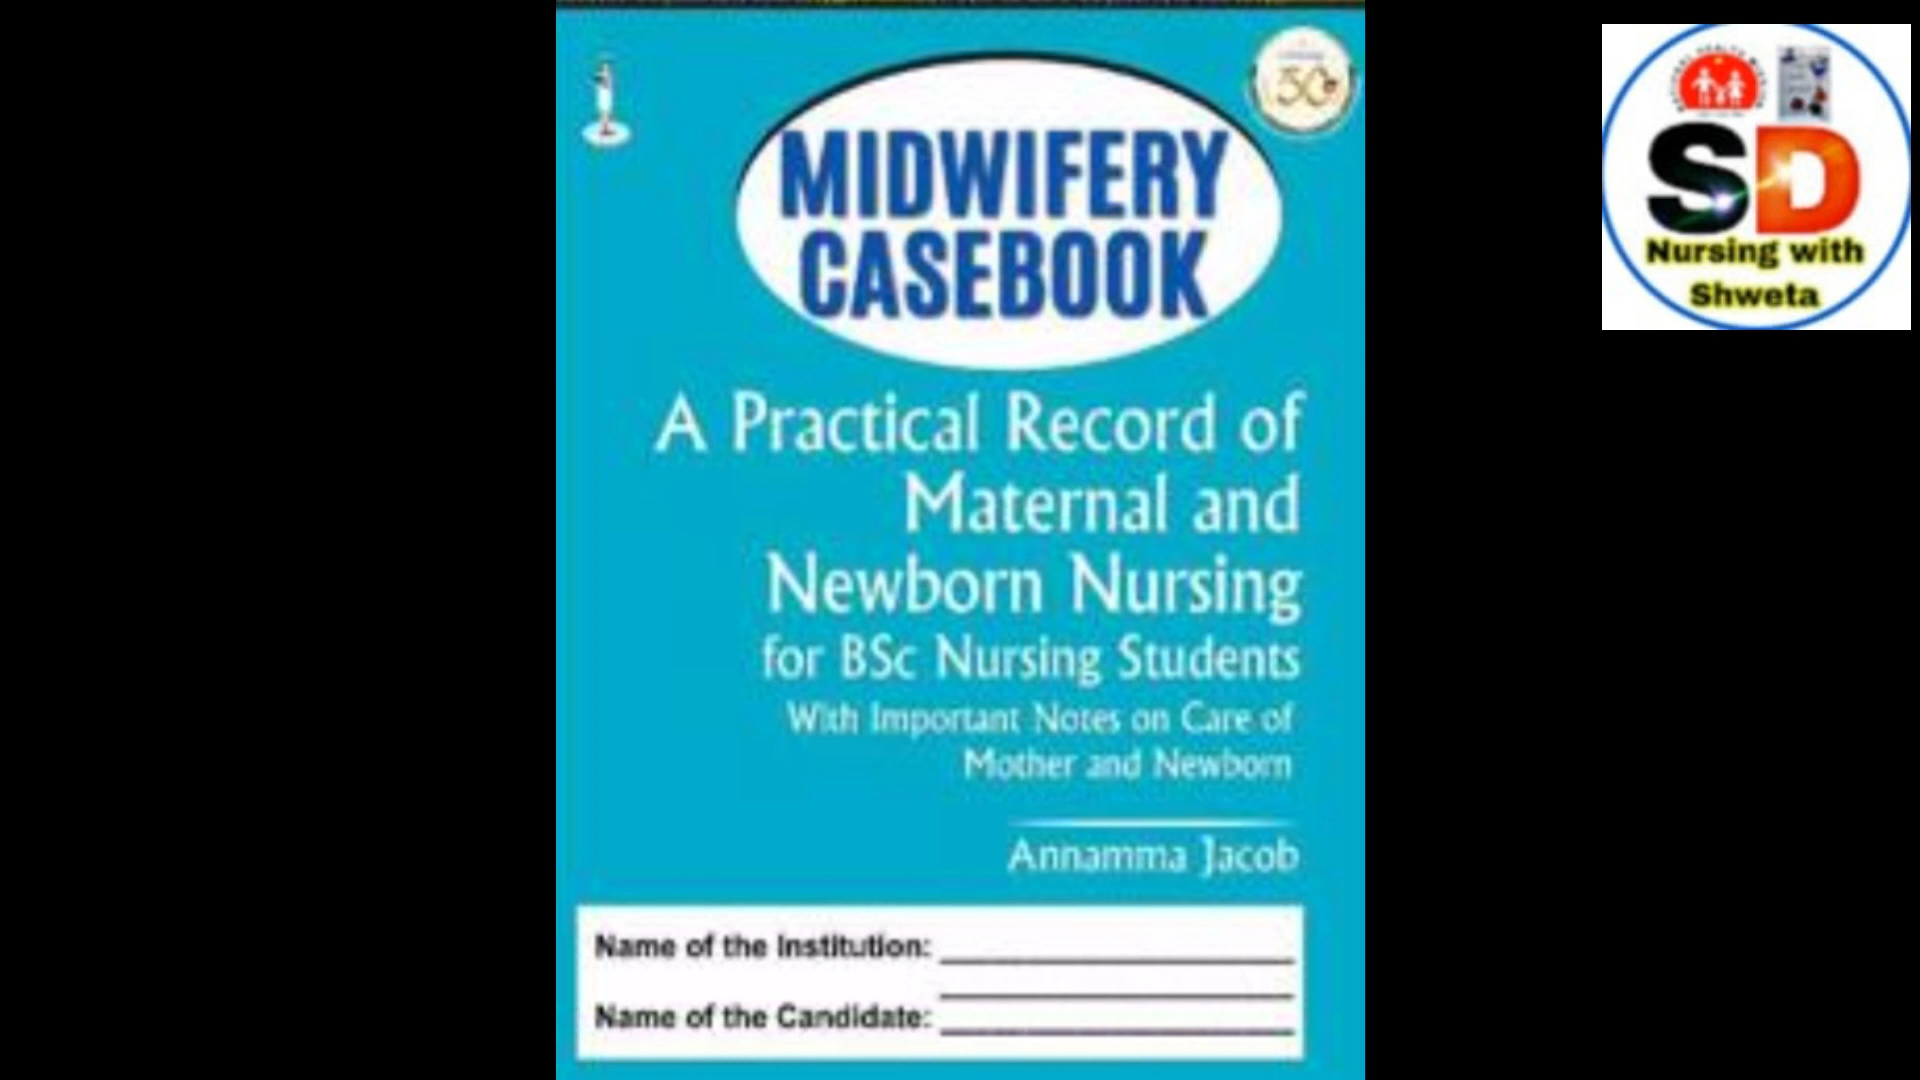 MIDWIFERY
CASEBOOK
A Practical Record of
Maternal and
Newborn Nursing
for BSc Nursing Students
With Important Notes on Care of
Mother and Newborn
Annamma Jacob
Name of the Institution:
Name of the Candidate:
50
SD
Nursing with
Shweta